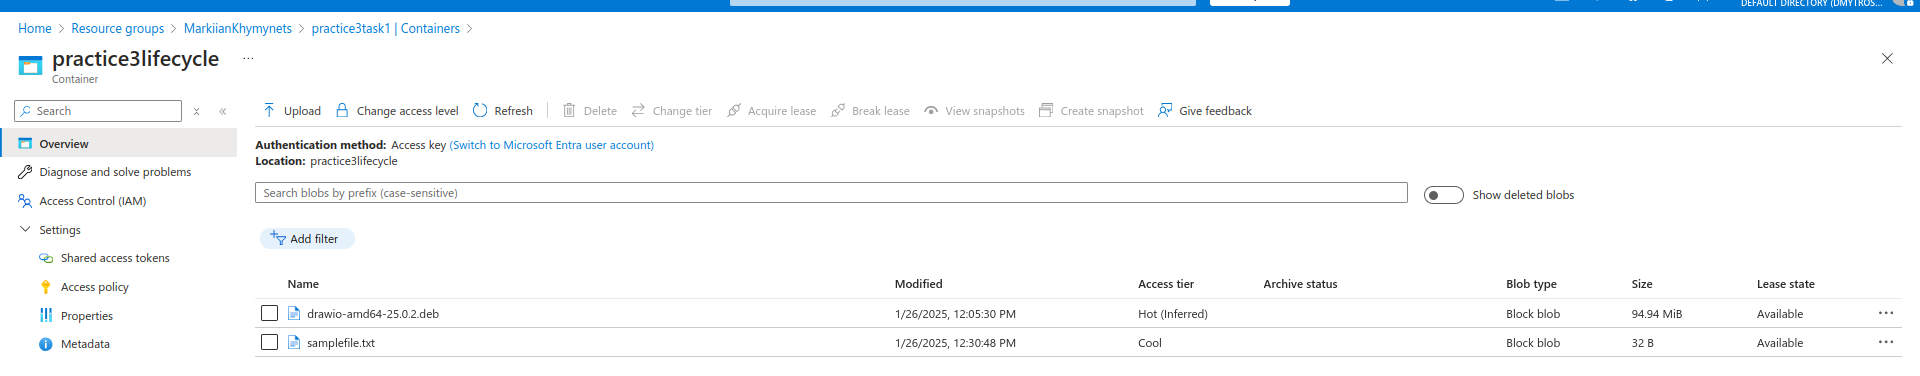 DEFAULT DIRECTORY (DMYTROS...
Home > Resource groups > MarkiianKhymynets > practice3task1 | Containers >
practice3lifecycle ...
Container
Search
Upload Change access level Refresh Delete Change tier Acquire lease Break lease View snapshots Create snapshot Give feedback
Overview
Diagnose and solve problems
Access Control (IAM)
Settings
Shared access tokens
Access policy
Properties
Metadata
Authentication method: Access key (Switch to Microsoft Entra user account)
Location: practice3lifecycle
Search blobs by prefix (case-sensitive)
Show deleted blobs
Add filter
Name Modified Access tier Archive status Blob type Size Lease state
drawio-amd64-25.0.2.deb 1/26/2025, 12:05:30 PM Hot (Inferred) Block blob 94.94 MiB Available ...
samplefile.txt 1/26/2025, 12:30:48 PM Cool Block blob 32 B Available ...